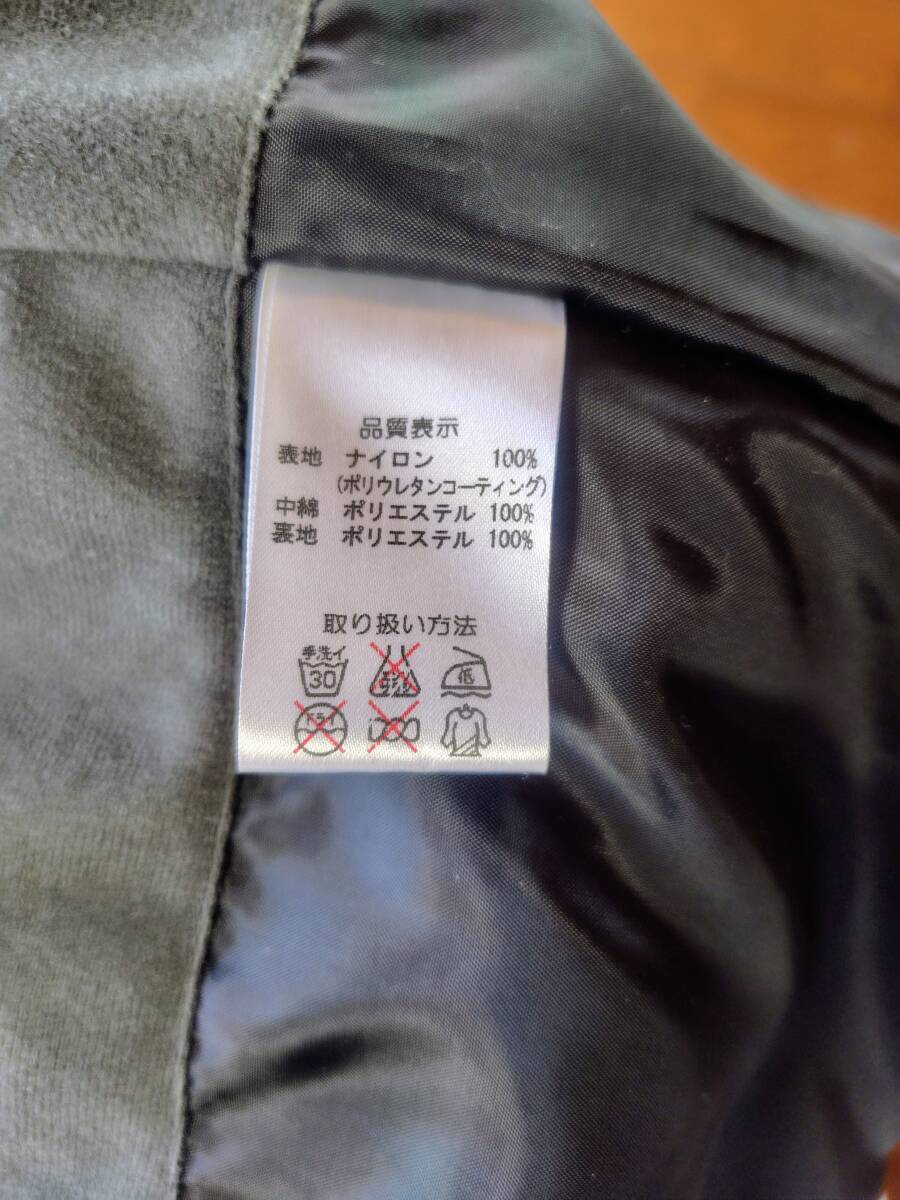 品質表示
表地 ナイロン 100%
(ポリウレタンコーティング)
中綿 ポリエステル 100%
裏地 ポリエステル 100%
取り扱い方法
手洗イ
30
低